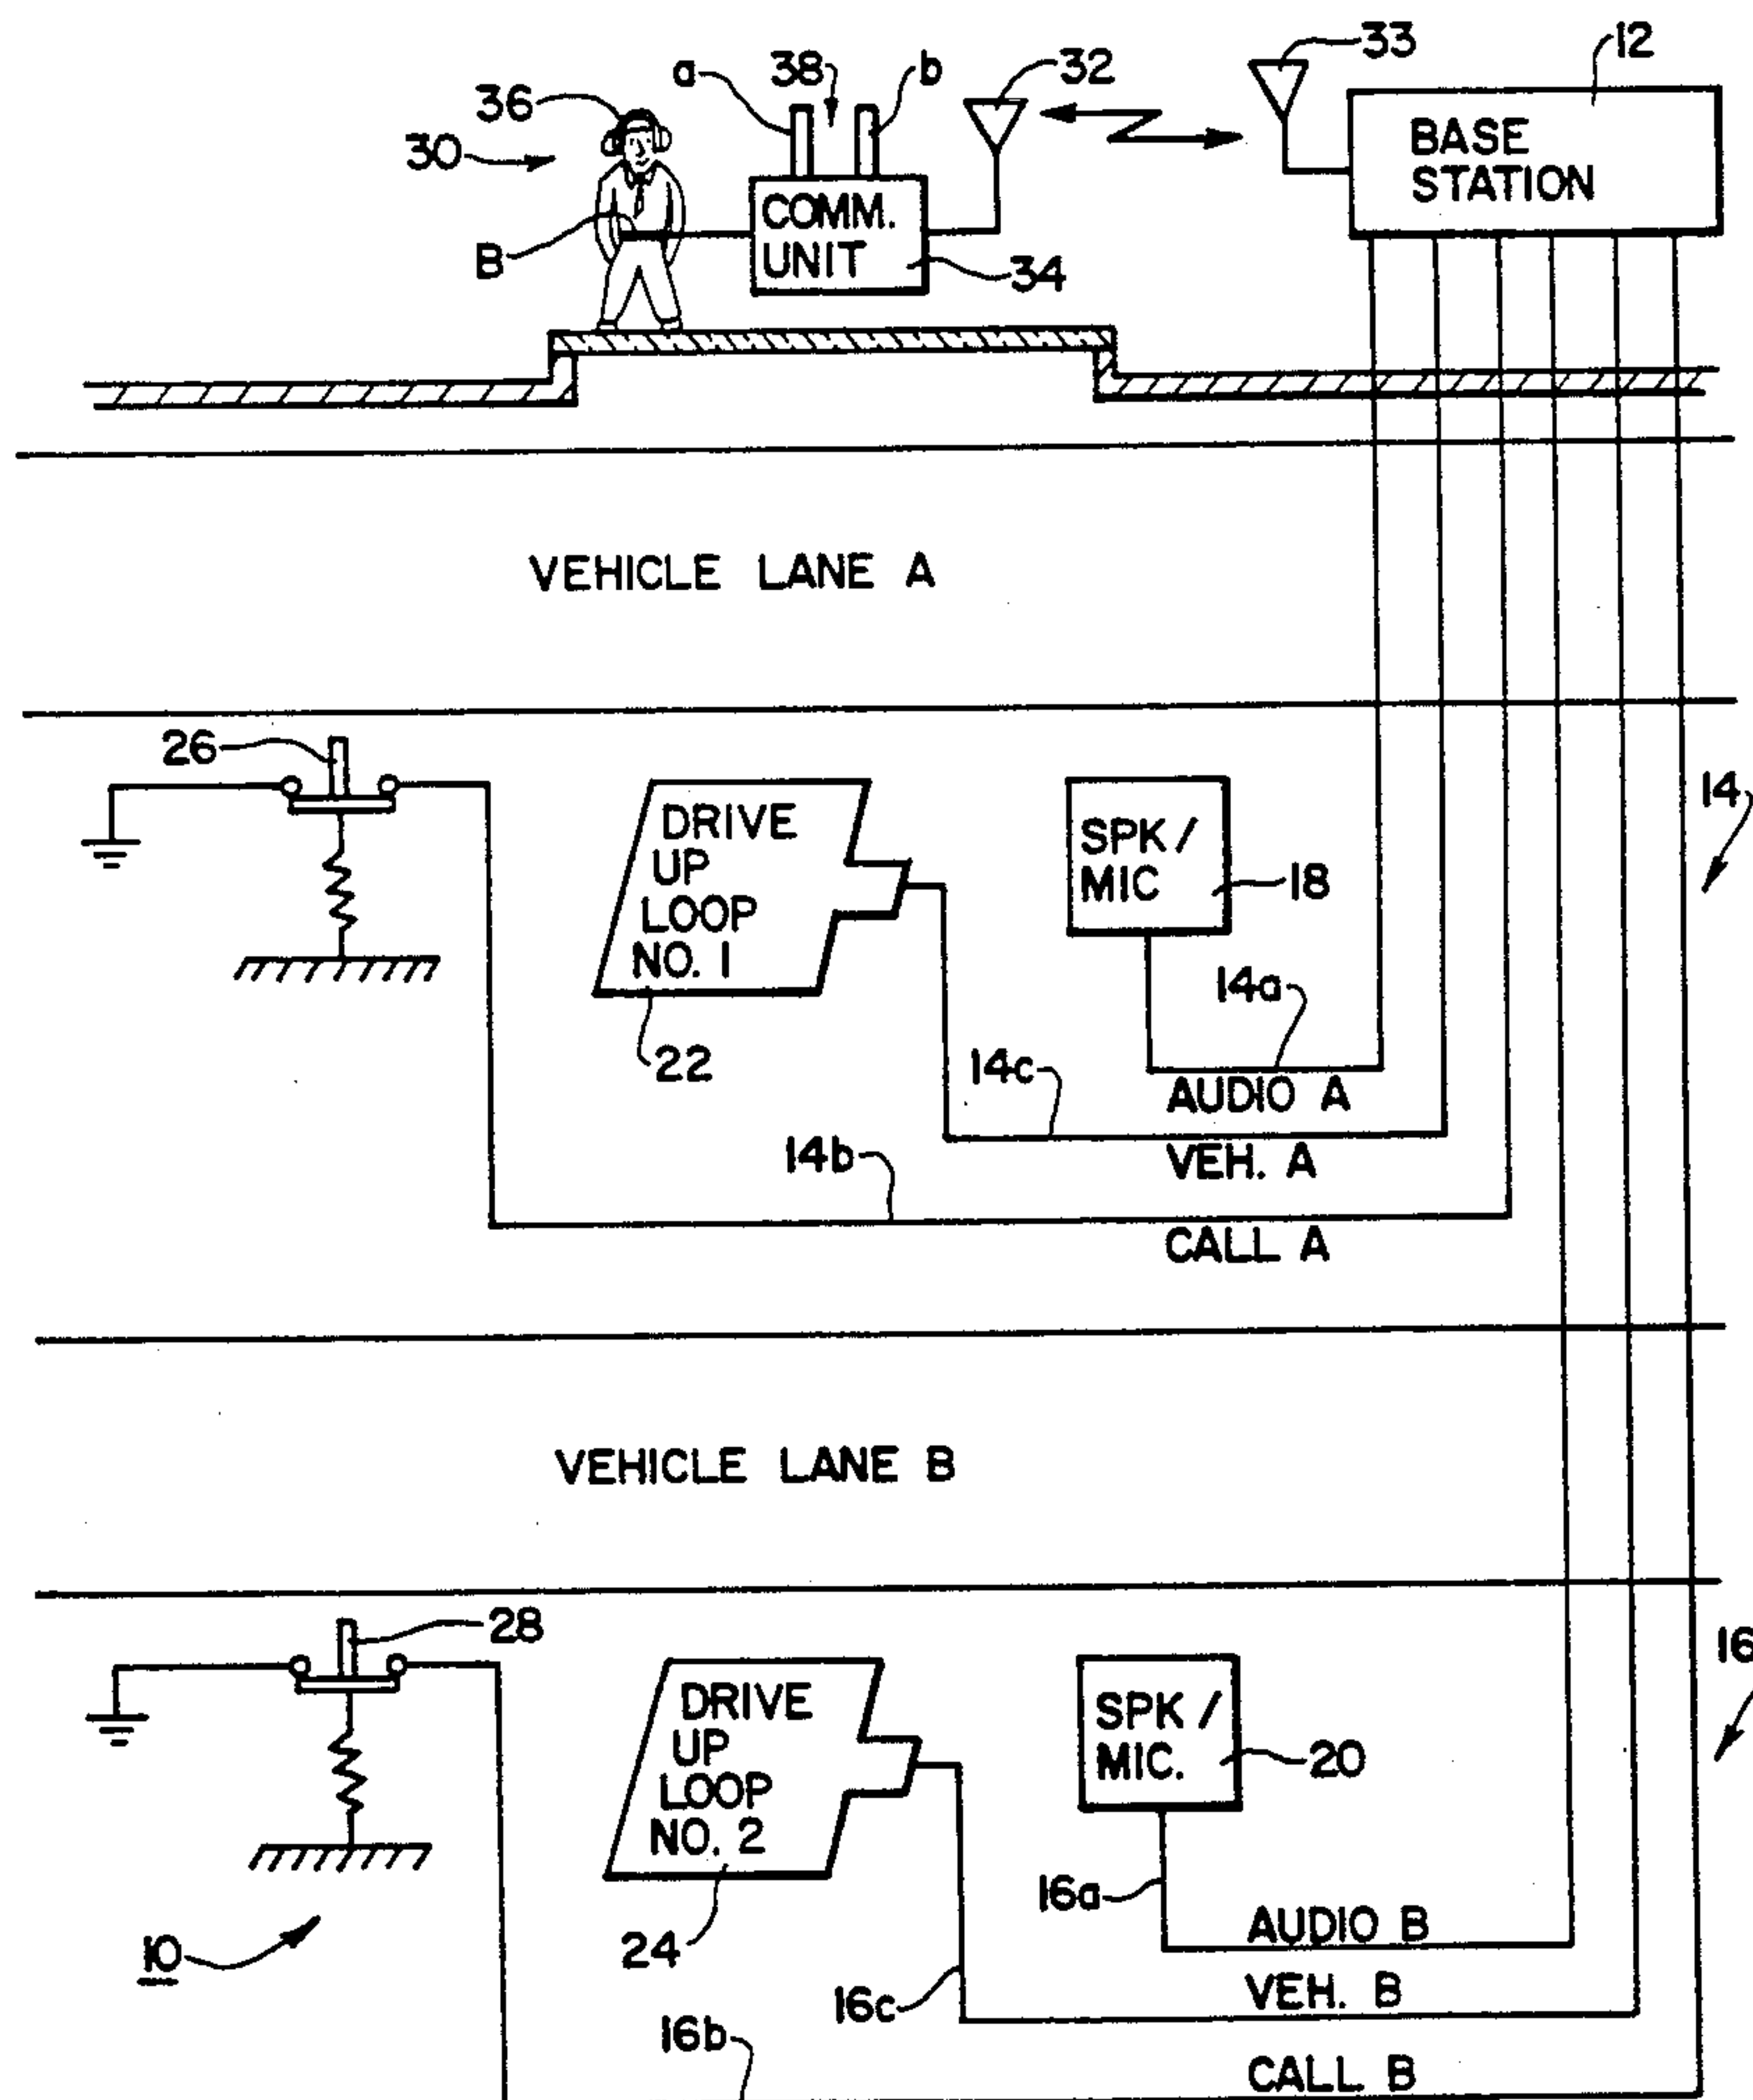 33
12
a
38
b
32
36
30
BASE
STATION
COMM.
UNIT
B
34
VEHICLE LANE A
26
14
DRIVE
UP
LOOP
NO. 1
SPK /
MIC
18
14a
22
14c
AUDIO A
14b
VEH. A
CALL A
VEHICLE LANE B
28
16
DRIVE
UP
LOOP
NO. 2
SPK /
MIC.
20
16a
10
24
AUDIO B
16c
VEH. B
16b
CALL B